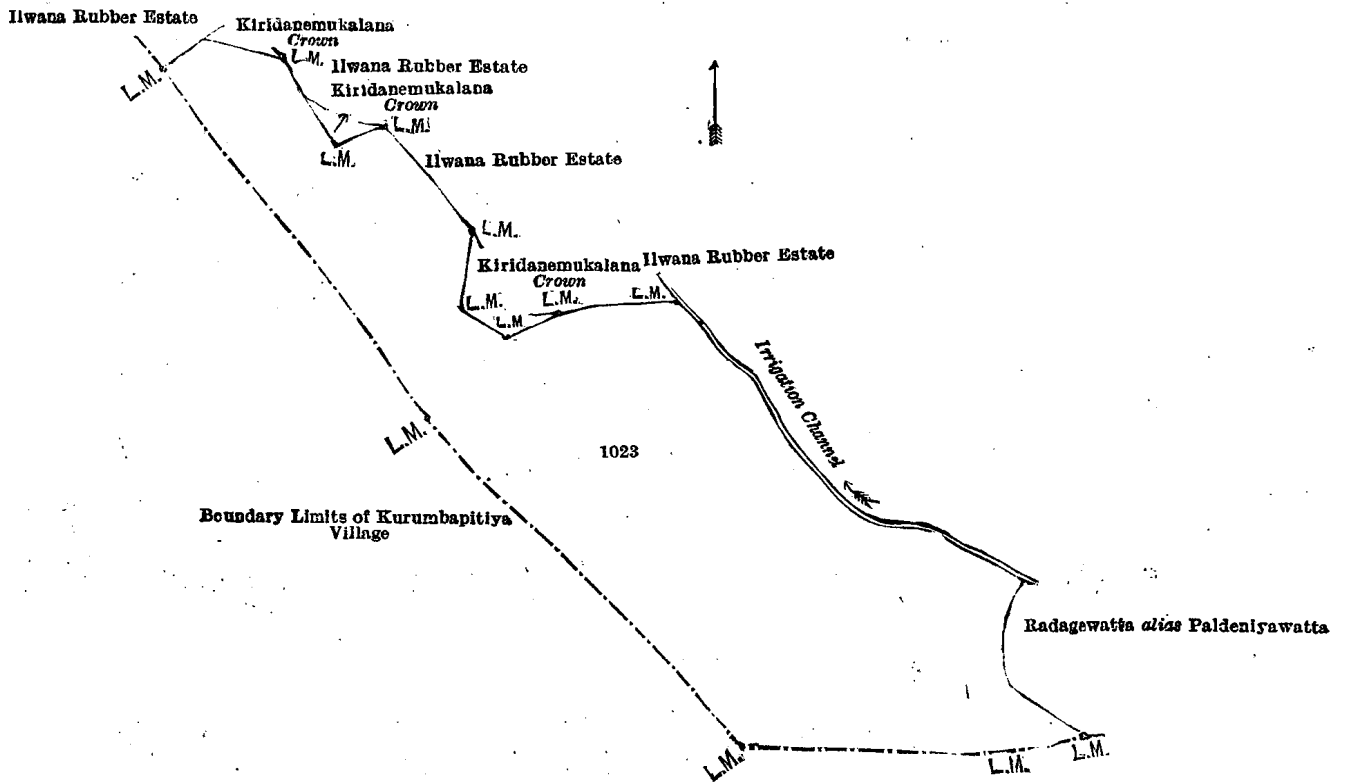 Ilwana Rubber Estate
Kiridanemukalana
Crown
L.M.
L.M.
Ilwana Rubber Estate
Kiridanemukalana
Crown
L.M.
L.M.
Ilwana Rubber Estate
L.M.
Kiridanemukalana
Crown
Ilwana Rubber Estate
L.M.
L.M.
L.M.
L.M
Irrigation Channel
L.M.
1023
Boundary Limits of Kurumbapitiya
Village
Radagewatta alias Paldeniyawatta
L.M.
L.M.
L.M.